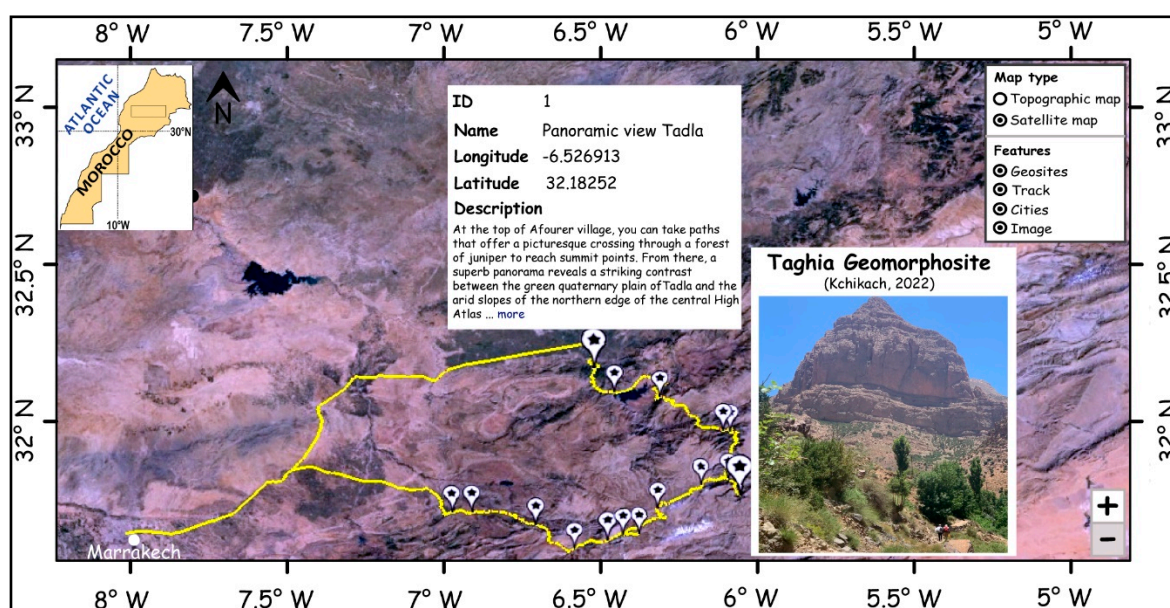 8° W 7.5° W 7° W 6.5° W 6° W 5.5° W 5° W
33° N
32.5° N
32° N
ATLANTIC
OCEAN
MOROCCO
30°N
10°W
N
ID 1
Name Panoramic view Tadla
Longitude -6.526913
Latitude 32.18252
Description
At the top of Afourer village, you can take paths
that offer a picturesque crossing through a forest
of juniper to reach summit points. From there, a
superb panorama reveals a striking contrast
between the green quaternary plain ofTadla and the
arid slopes of the northern edge of the central High
Atlas ... more
Map type
Topographic map
Satellite map
Features
Geosites
Track
Cities
Image
Taghia Geomorphosite
(Kchikach, 2022)
Marrakech
+
-
33° N
32.5° N
32° N
8° W 7.5° W 7° W 6.5° W 6° W 5.5° W 5° W